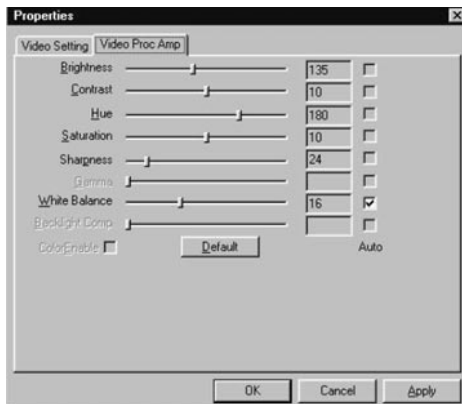 Properties
Video Setting Video Proc Amp
Brightness 135
Contrast 10
Hue 180
Saturation 10
Sharpness 24
Gamma
White Balance 16
Backlight Comp
ColorEnable Default Auto
OK Cancel Apply